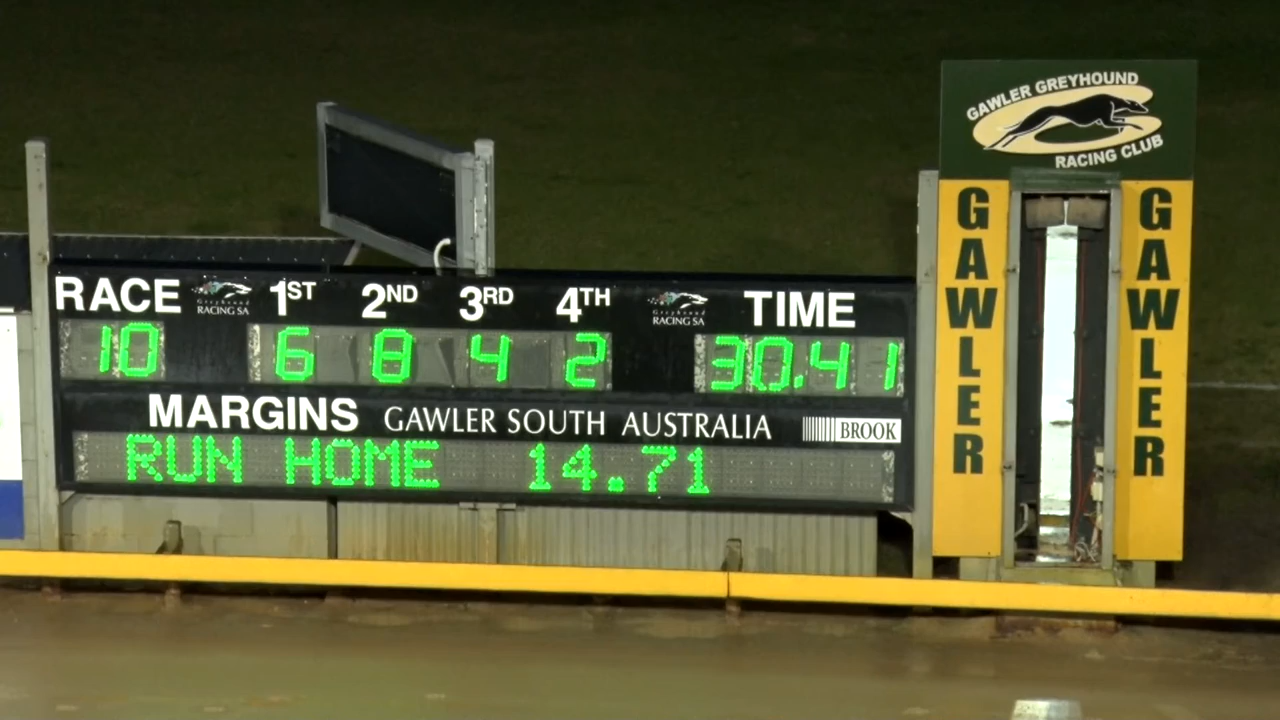 GAWLER GREYHOUND
RACING CLUB
GAWLER
GAWLER
RACE
Greyhound
RACING SA
1ST
2ND
3RD
4TH
Greyhound
RACING SA
TIME
10 6 8 4 2 30.41
MARGINS GAWLER SOUTH AUSTRALIA BROOK
RUN HOME 14.71